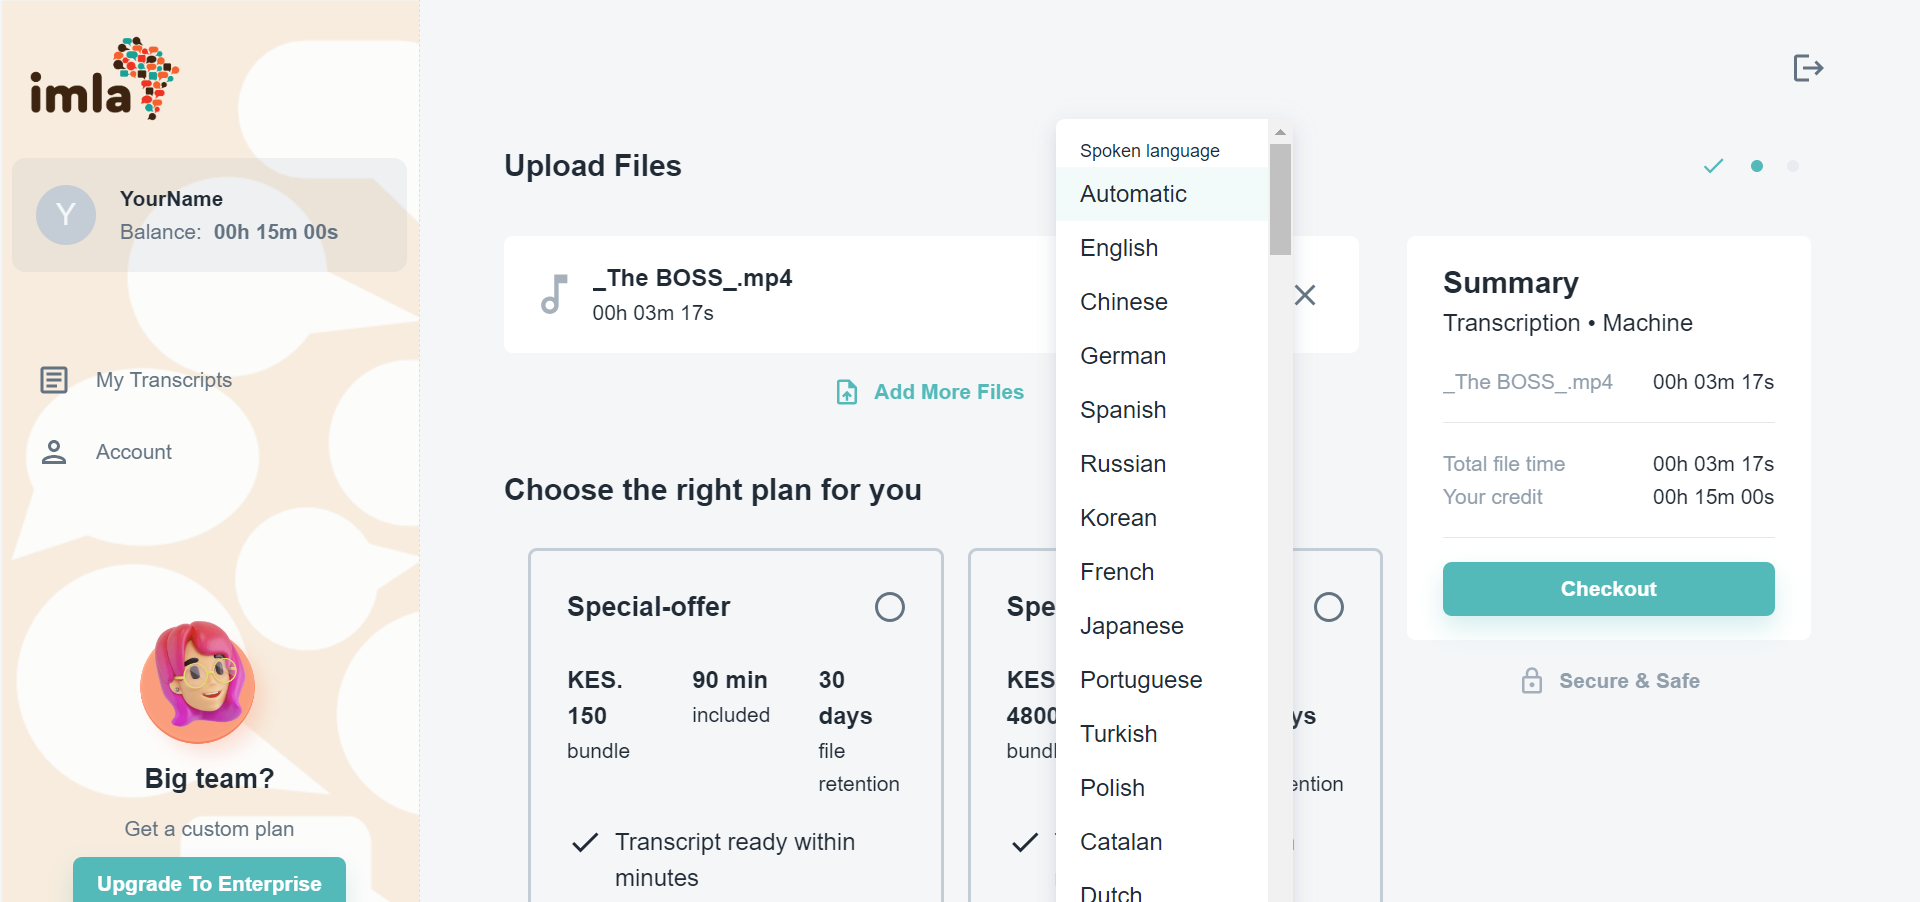 imla
Y
YourName
Balance: 00h 15m 00s
My Transcripts
Account
Big team?
Get a custom plan
Upgrade To Enterprise
Upload Files
_The BOSS_.mp4
00h 03m 17s
Add More Files
Choose the right plan for you
Special-offer
KES. 150
bundle
90 min
included
30 days
file retention
Transcript ready within
minutes
Spe
KES
4800
Spoken language
Automatic
English
Chinese
German
Spanish
Russian
Korean
French
Japanese
Portuguese
Turkish
Polish
Catalan
Dutch
Summary
Transcription • Machine
_The BOSS_.mp4 00h 03m 17s
Total file time 00h 03m 17s
Your credit 00h 15m 00s
Checkout
Secure & Safe